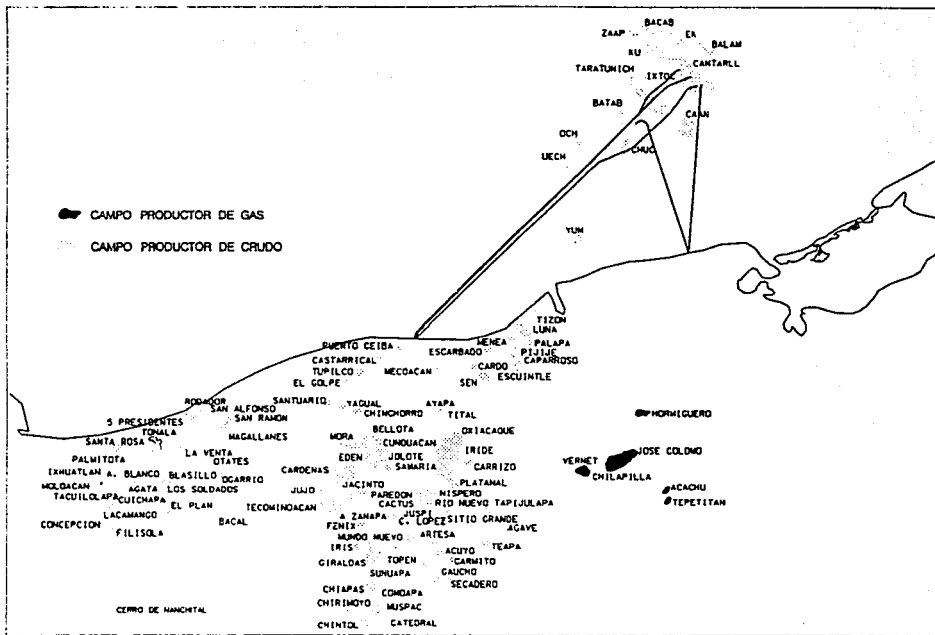 BACAB
ZAAP
EK
BALAM
KU
CANTARLL
TARATUNICH
IXTOC
BATAB
CAAN
OCH
CHUC
UECH
CAMPO PRODUCTOR DE GAS
CAMPO PRODUCTOR DE CRUDO
YUM
TIZON
LUNA
PUERTO CEIBA
MENEA
PALAPA
ESCARBADO
PIJIJE
CASTARRICAL
CAPARROSO
TUPILCO
MECOACAN
CARDO
ESCUINTLE
EL GOLPE
SEN
RODADOR
SANTUARIO
YAGUAL
AYAPA
SAN ALFONSO
CHINCHORRO
TITAL
HORMIGUERO
5 PRESIDENTES
SAN RAMON
TONALA
BELLOTA
OXIACAQUE
SANTA ROSA
MAGALLANES
MORA
CUNDUACAN
LA VENTA
IRIDE
JOSE COLOMO
PALMITOTA
OTATES
EDEN
JOLOTE
VERNET
IXHUATLAN
A. BLANCO
BLASILLO
OGARRIO
CARDENAS
SAMARIA
CARRIZO
CHILAPILLA
MOLOACAN
AGATA
LOS SOLDADOS
JUJO
JACINTO
PLATANAL
ACACHU
TACUILOLAPA
CUICHAPA
PAREDON
NISPERO
TEPETITAN
LACAMANGO
EL PLAN
TECOMINOACAN
CACTUS
RIO NUEVO
TAPIJULAPA
CONCEPCION
BACAL
A ZANAPA
JUSPI
C. LOPEZ
SITIO GRANDE
FILISOLA
FENIX
AGAVE
MUNDO NUEVO
ARTESA
IRIS
ACUYO
TEAPA
GIRALDAS
TOPEN
CARMITO
SUNUAPA
GAUCHO
SECADERO
CHIAPAS
COMOAPA
CERRO DE NANCHITAL
CHIRIMOYO
MUSPAC
CHINTOL
CATEDRAL